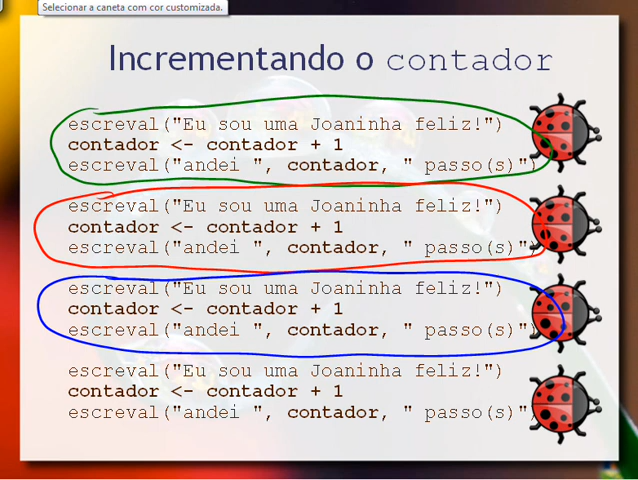 Selecionar a caneta com cor customizada.
Incrementando o contador
escreval("Eu sou uma Joaninha feliz!")
contador <- contador + 1
escreval("andei ", contador, " passo(s)")
escreval("Eu sou uma Joaninha feliz!")
contador <- contador + 1
escreval("andei ", contador, " passo(s)")
escreval("Eu sou uma Joaninha feliz!")
contador <- contador + 1
escreval("andei ", contador, " passo(s)")
escreval("Eu sou uma Joaninha feliz!")
contador <- contador + 1
escreval("andei ", contador, " passo(s)")